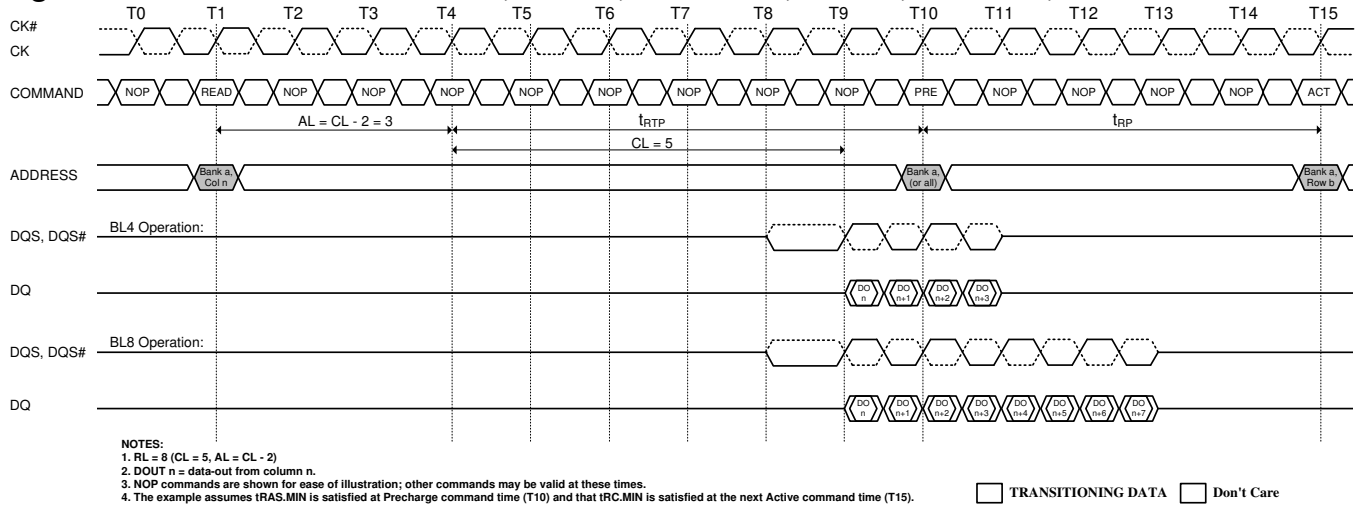 T0 T1 T2 T3 T4 T5 T6 T7 T8 T9 T10 T11 T12 T13 T14 T15
CK#
CK
COMMAND NOP READ NOP NOP NOP NOP NOP NOP NOP NOP PRE NOP NOP NOP NOP ACT
AL = CL - 2 = 3 tRTP tRP
CL = 5
ADDRESS Bank a, Col n Bank a, (or all) Bank a, Row b
BL4 Operation:
DQS, DQS#
DQ DO n DO n+1 DO n+2 DO n+3
BL8 Operation:
DQS, DQS#
DQ DO n DO n+1 DO n+2 DO n+3 DO n+4 DO n+5 DO n+6 DO n+7
NOTES:
1. RL = 8 (CL = 5, AL = CL - 2)
2. DOUT n = data-out from column n.
3. NOP commands are shown for ease of illustration; other commands may be valid at these times.
4. The example assumes tRAS.MIN is satisfied at Precharge command time (T10) and that tRC.MIN is satisfied at the next Active command time (T15).
TRANSITIONING DATA Don't Care